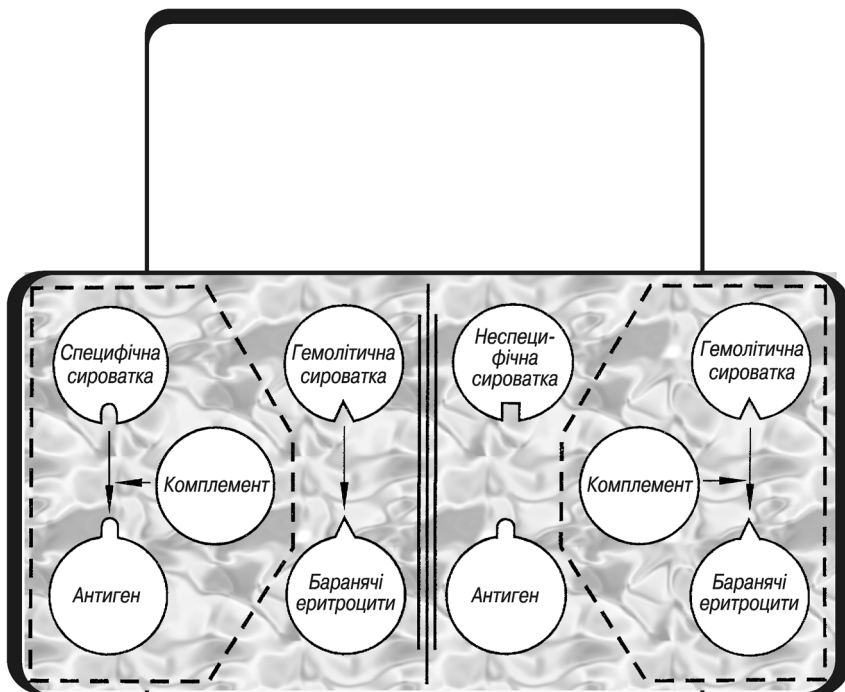 Специфічна
сироватка
Гемолітична
сироватка
Комплемент
Антиген
Баранячі
еритроцити
Неспеци-
фічна
сироватка
Гемолітична
сироватка
Комплемент
Антиген
Баранячі
еритроцити